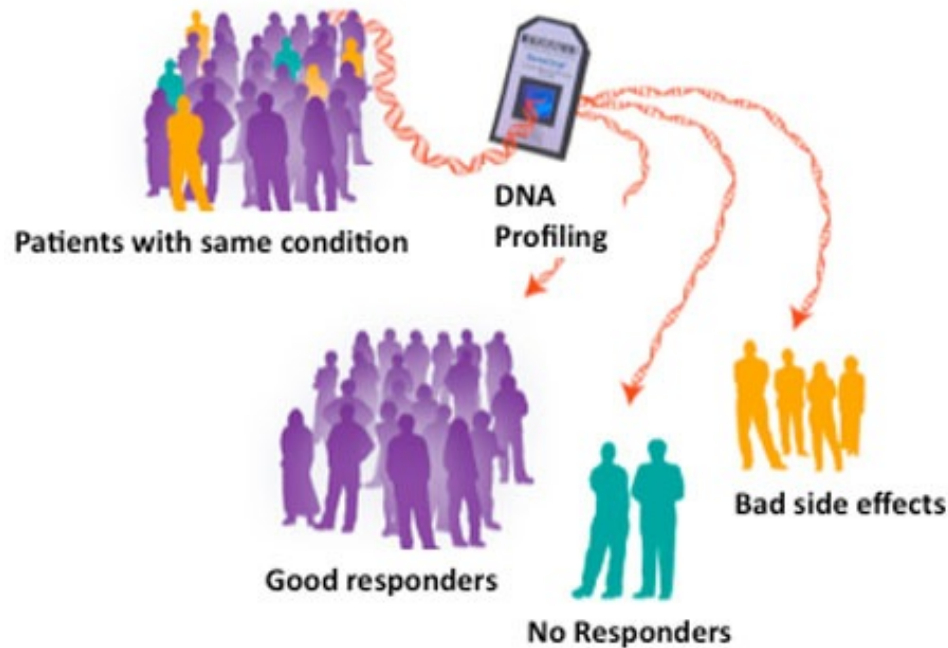 DNA
Profiling
Patients with same condition
Bad side effects
Good responders
No Responders